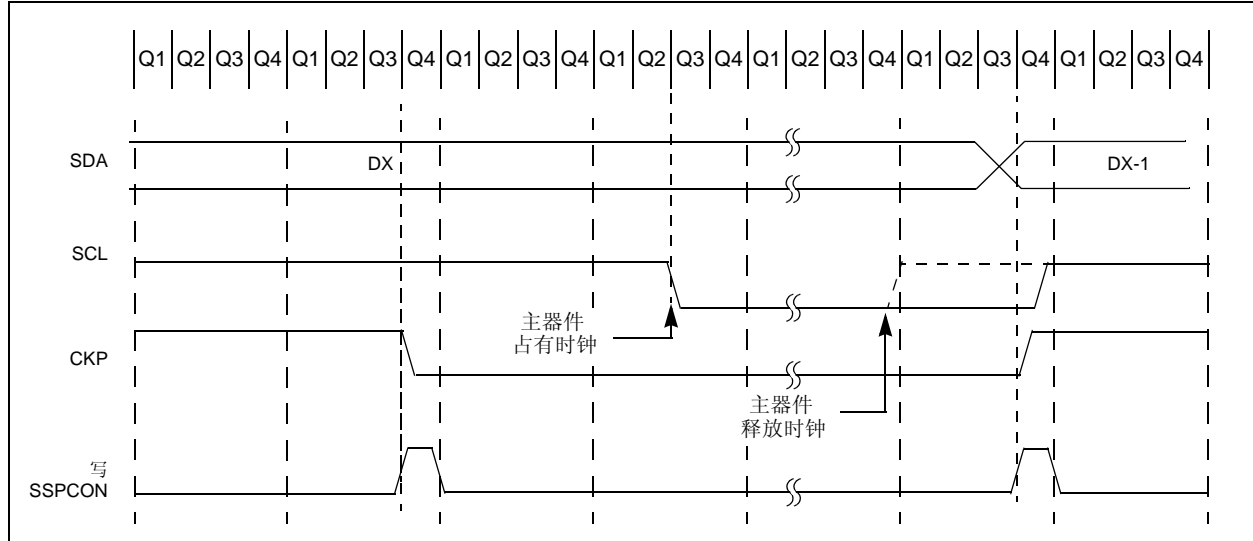 Q1 Q2 Q3 Q4 Q1 Q2 Q3 Q4 Q1 Q2 Q3 Q4 Q1 Q2 Q3 Q4 Q1 Q2 Q3 Q4 Q1 Q2 Q3 Q4 Q1 Q2 Q3 Q4
SDA
DX
DX-1
SCL
主器件
占有时钟
CKP
主器件
释放时钟
写
SSPCON